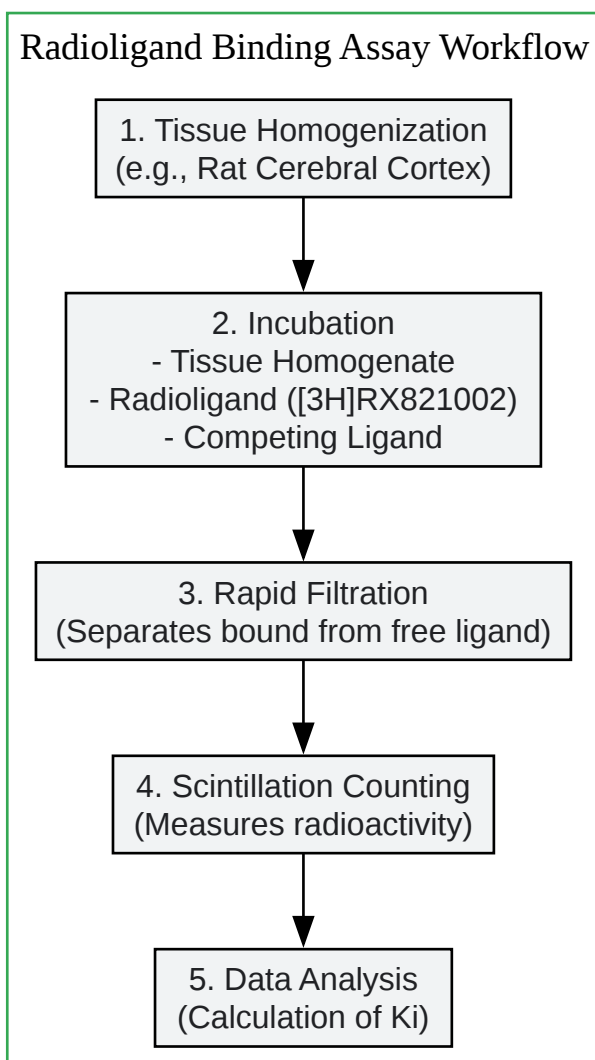 Radioligand Binding Assay Workflow
1. Tissue Homogenization
(e.g., Rat Cerebral Cortex)
2. Incubation
- Tissue Homogenate
- Radioligand ([3H]RX821002)
- Competing Ligand
3. Rapid Filtration
(Separates bound from free ligand)
4. Scintillation Counting
(Measures radioactivity)
5. Data Analysis
(Calculation of Ki)